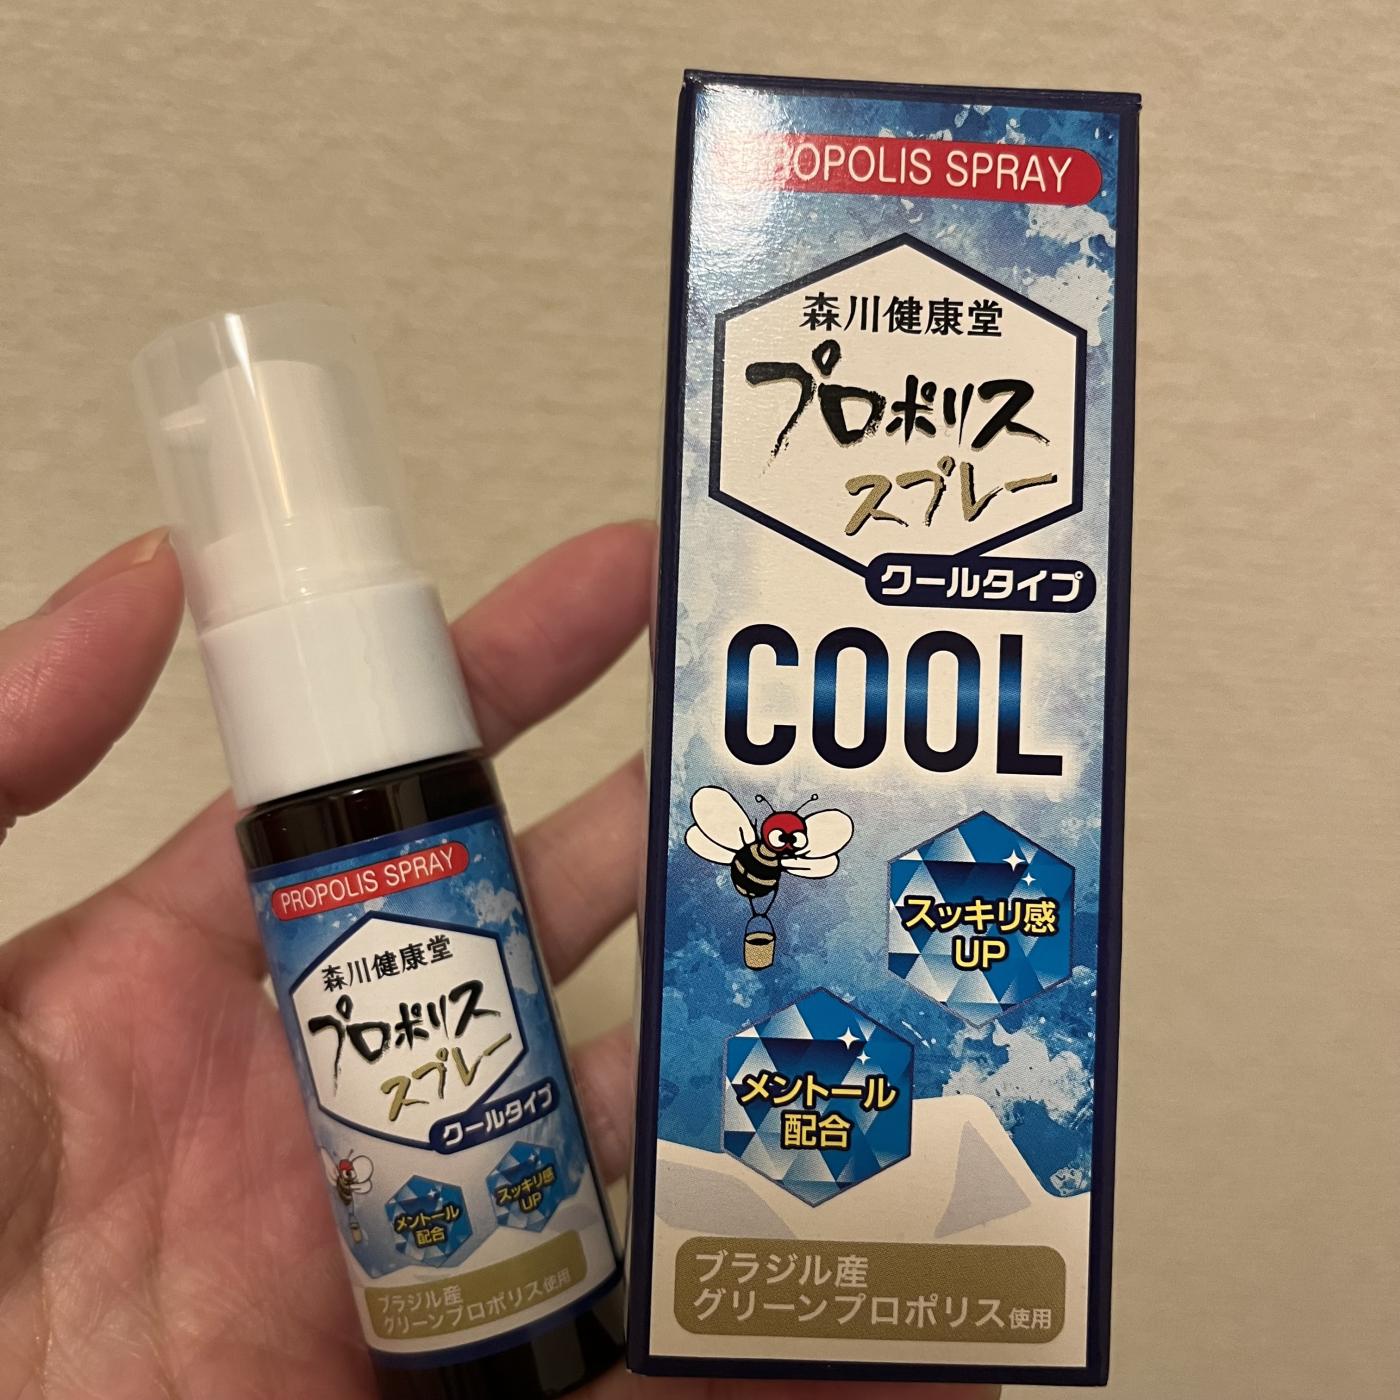 PROPOLIS SPRAY
森川健康堂
プロポリス
スプレー
クールタイプ
COOL
スッキリ感
UP
メントール
配合
ブラジル産
グリーンプロポリス使用
PROPOLIS SPRAY
森川健康堂
プロポリス
スプレー
クールタイプ
スッキリ感
UP
メントール
配合
ブラジル産
グリーンプロポリス使用